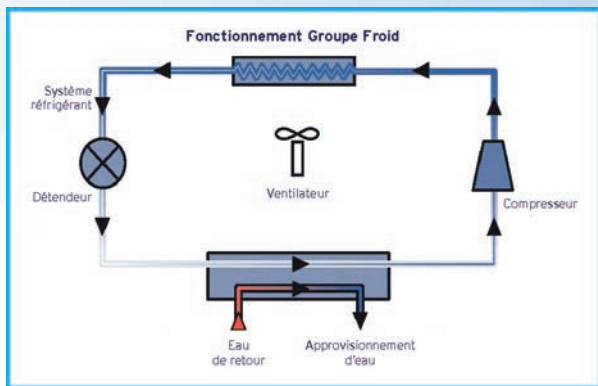 Fonctionnement Groupe Froid
Système
réfrigérant
Détendeur
Ventilateur
Compresseur
Eau
de retour
Approvisionnement
d'eau